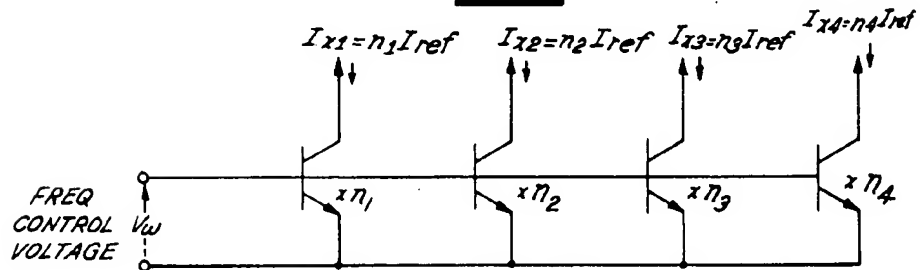 Ix1=n1Iref
Ix2=n2Iref
Ix3=n3Iref
Ix4=n4Iref
xn1
xn2
xn3
xn4
FREQ
CONTROL
VOLTAGE
Vω